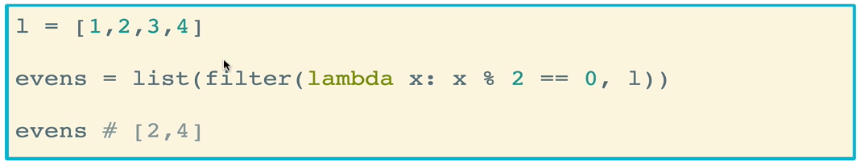 l = [1,2,3,4]
evens = list(filter(lambda x: x % 2 == 0, l))
evens # [2,4]